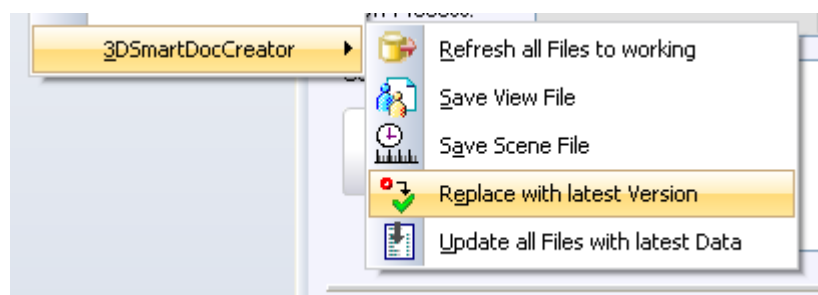 3DSmartDocCreator
Refresh all Files to working
Save View File
Save Scene File
Replace with latest Version
Update all Files with latest Data